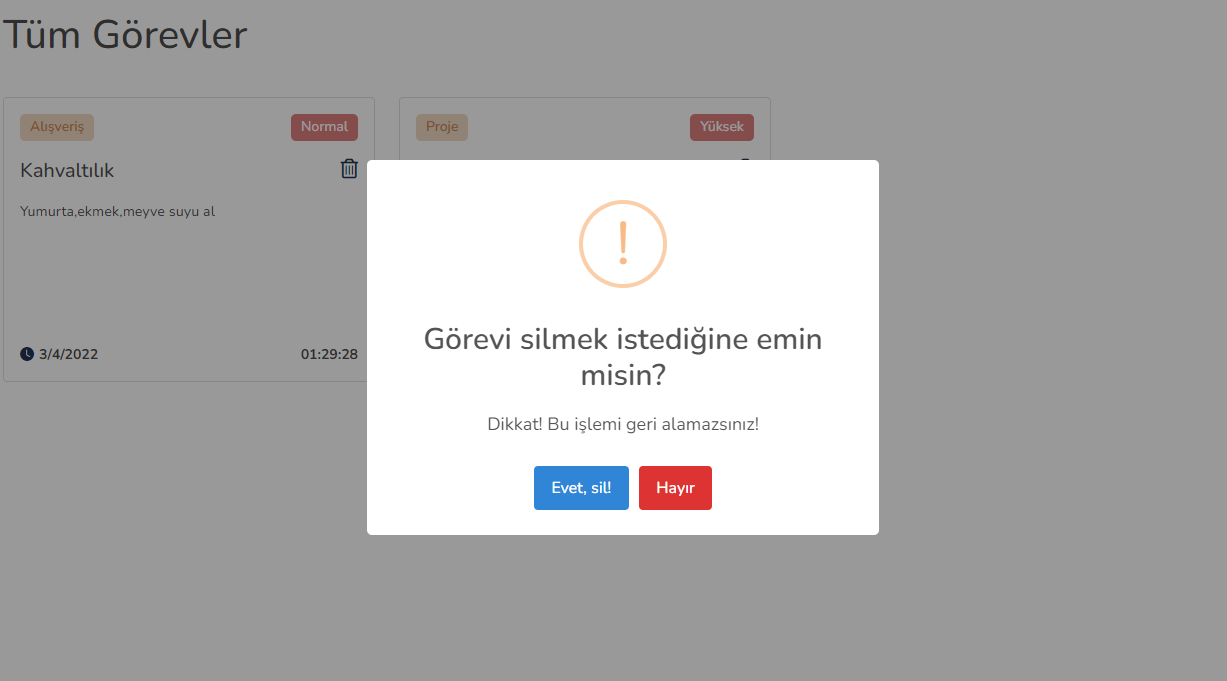 Tüm Görevler
Alışveriş
Normal
Kahvaltılık
Yumurta,ekmek,meyve suyu al
3/4/2022
01:29:28
Proje
Yüksek
!
Görevi silmek istediğine emin
misin?
Dikkat! Bu işlemi geri alamazsınız!
Evet, sil!
Hayır